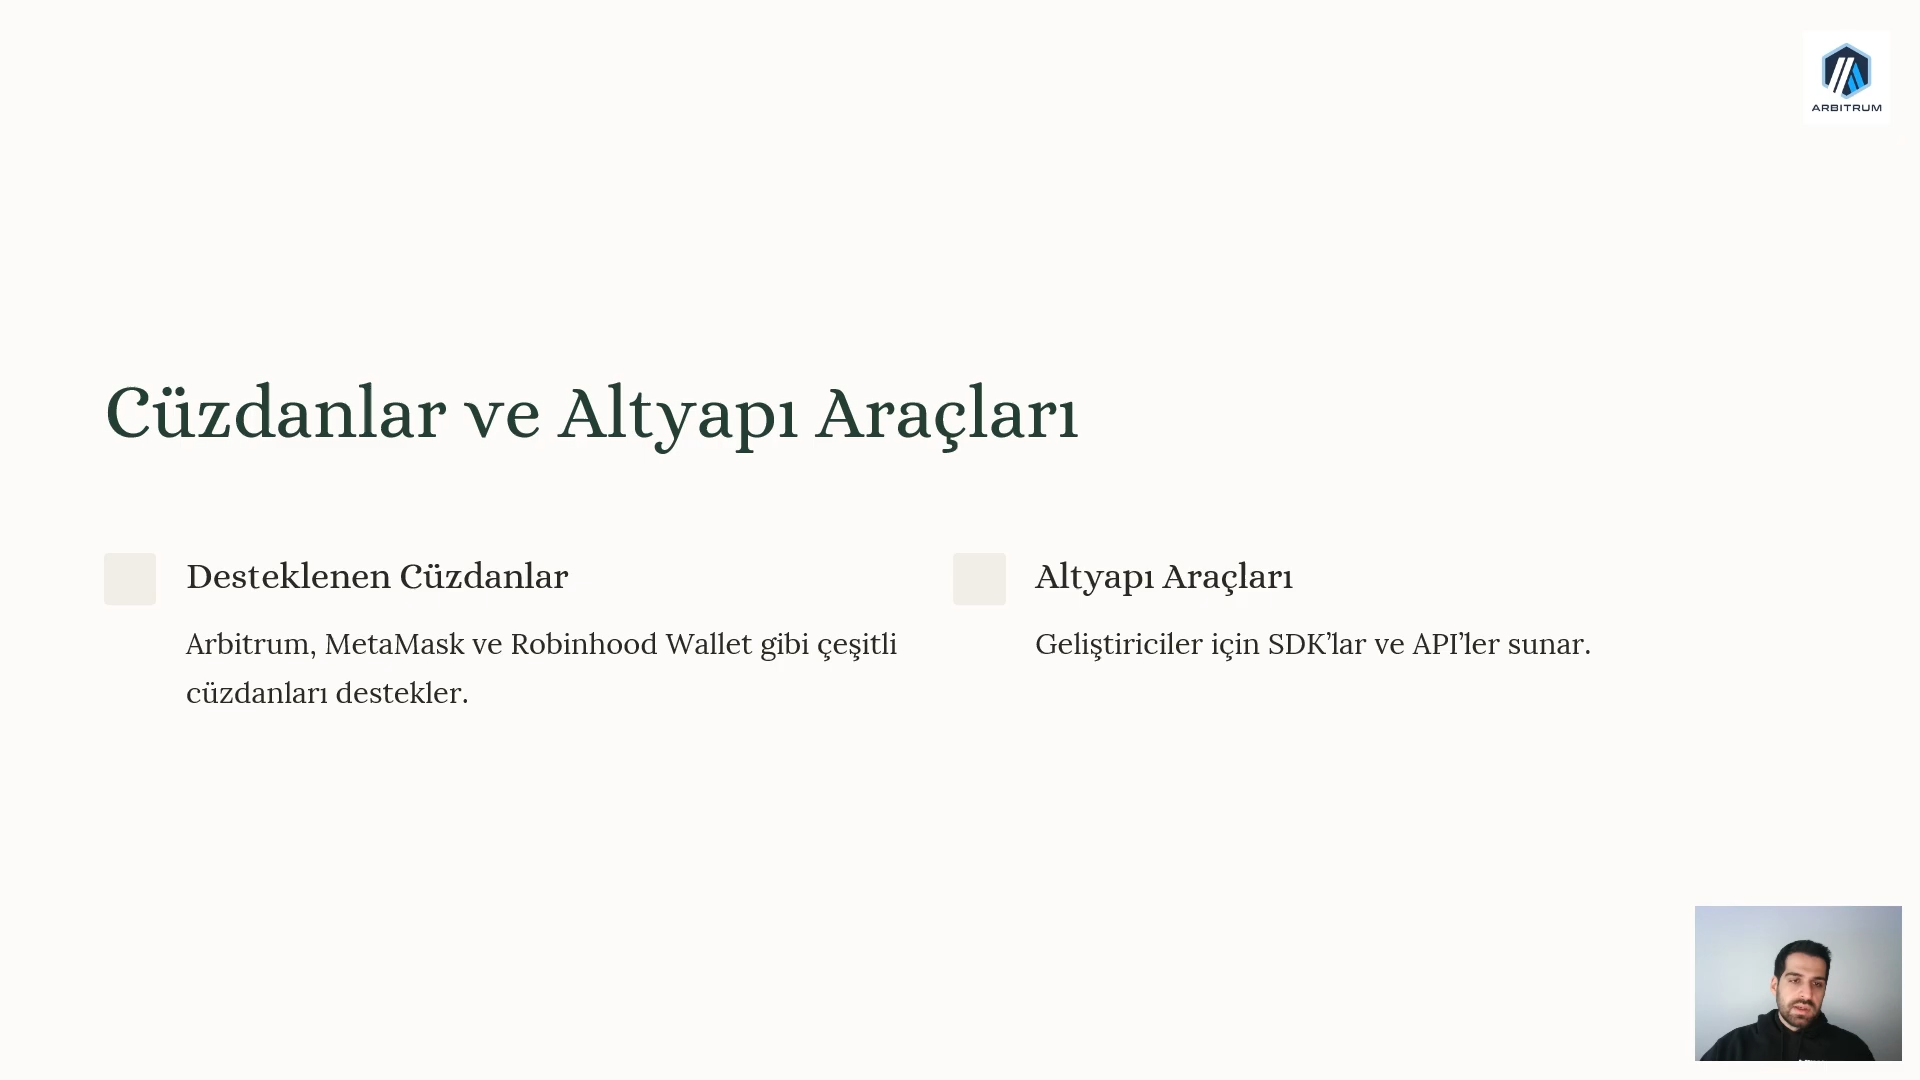 ARBITRUM
Cüzdanlar ve Altyapı Araçları
Desteklenen Cüzdanlar
Arbitrum, MetaMask ve Robinhood Wallet gibi çeşitli
cüzdanları destekler.
Altyapı Araçları
Geliştiriciler için SDK’lar ve API’ler sunar.